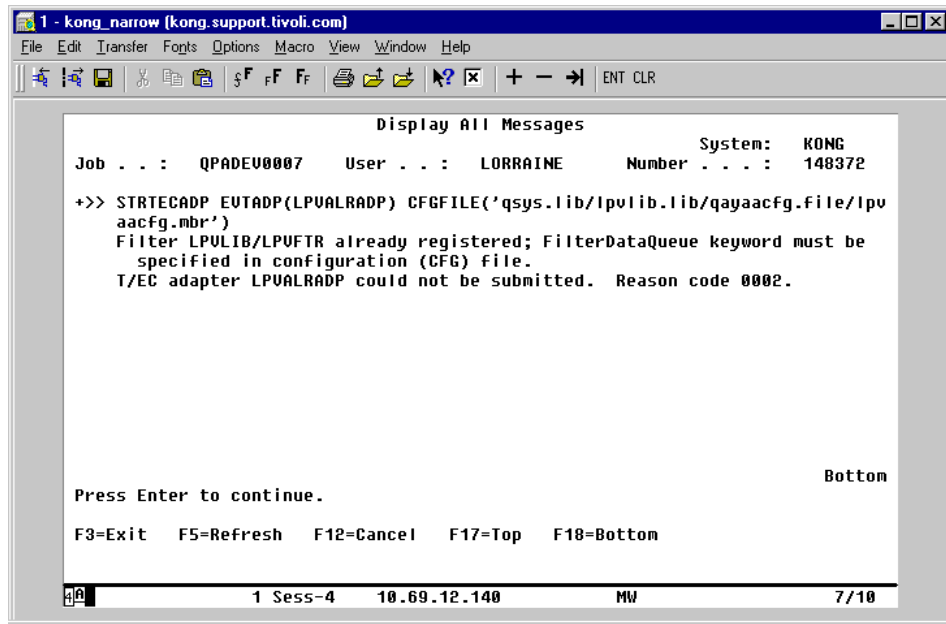 1 - kong_narrow (kong.support.tivoli.com)
File Edit Transfer Fonts Options Macro View Window Help
ENT CLR
Display All Messages
System: KONG
Job . . : QPADEV0007 User . . : LORRAINE Number . . . : 148372
+>> STRTECADP EVTADP(LPVALRADP) CFGFILE('qsys.lib/lpvlib.lib/qayaacfg.file/lpv
aacfg.mbr')
Filter LPVLIB/LPVFTR already registered; FilterDataQueue keyword must be
specified in configuration (CFG) file.
T/EC adapter LPVALRADP could not be submitted. Reason code 0002.
Bottom
Press Enter to continue.
F3=Exit F5=Refresh F12=Cancel F17=Top F18=Bottom
4A 1 Sess-4 10.69.12.140 MW 7/10